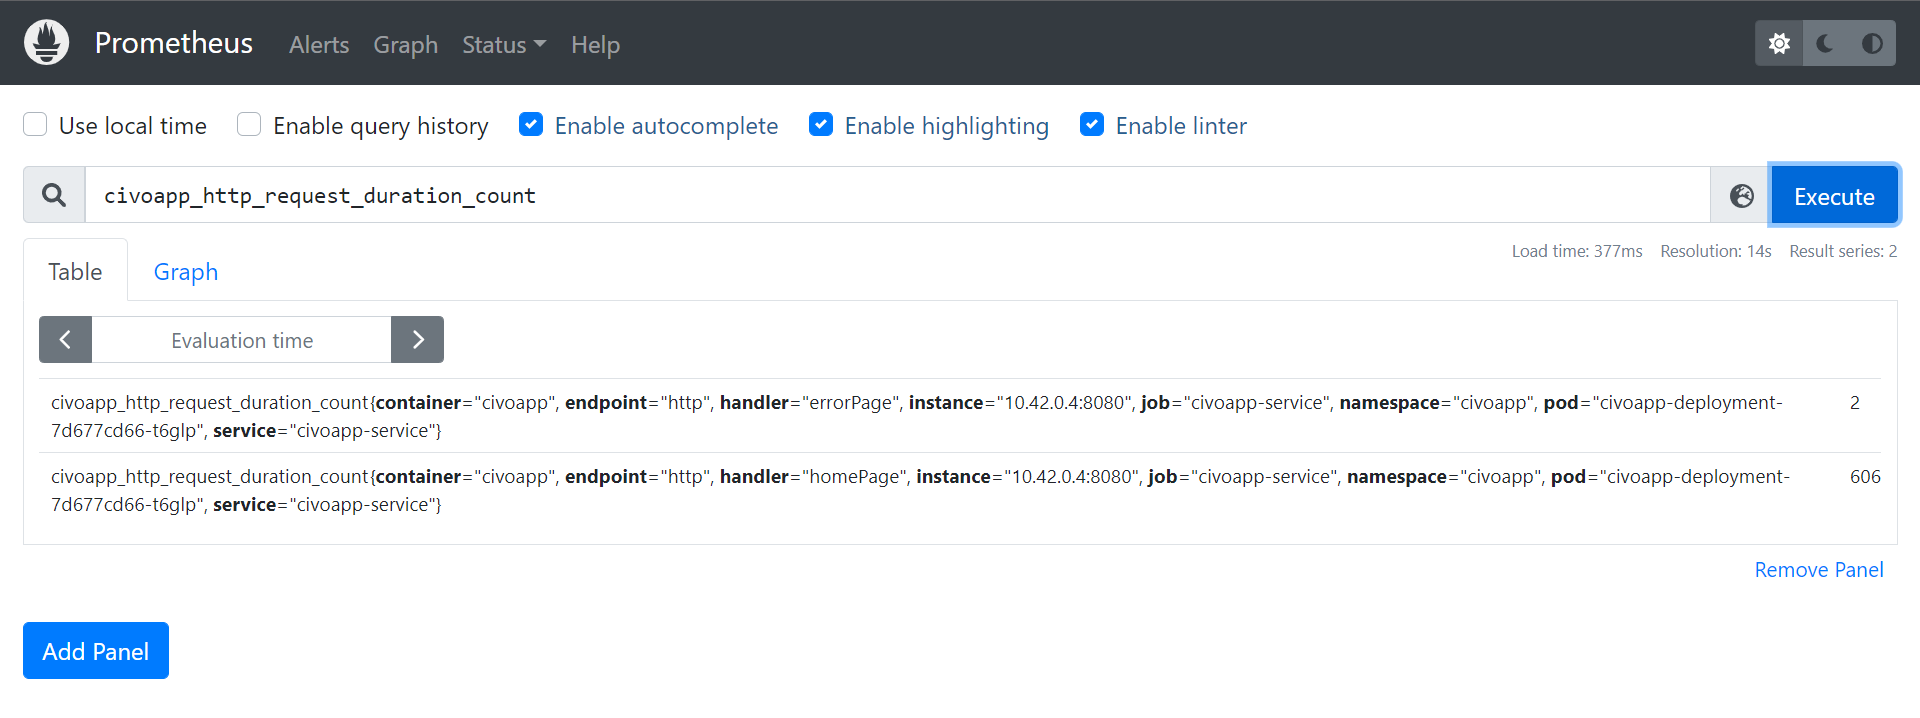 Prometheus Alerts Graph Status Help
Use local time Enable query history Enable autocomplete Enable highlighting Enable linter
civoapp_http_request_duration_count Execute
Load time: 377ms Resolution: 14s Result series: 2
Table Graph
Evaluation time
civoapp_http_request_duration_count{container="civoapp", endpoint="http", handler="errorPage", instance="10.42.0.4:8080", job="civoapp-service", namespace="civoapp", pod="civoapp-deployment- 2
7d677cd66-t6glp", service="civoapp-service"}
civoapp_http_request_duration_count{container="civoapp", endpoint="http", handler="homePage", instance="10.42.0.4:8080", job="civoapp-service", namespace="civoapp", pod="civoapp-deployment- 606
7d677cd66-t6glp", service="civoapp-service"}
Remove Panel
Add Panel